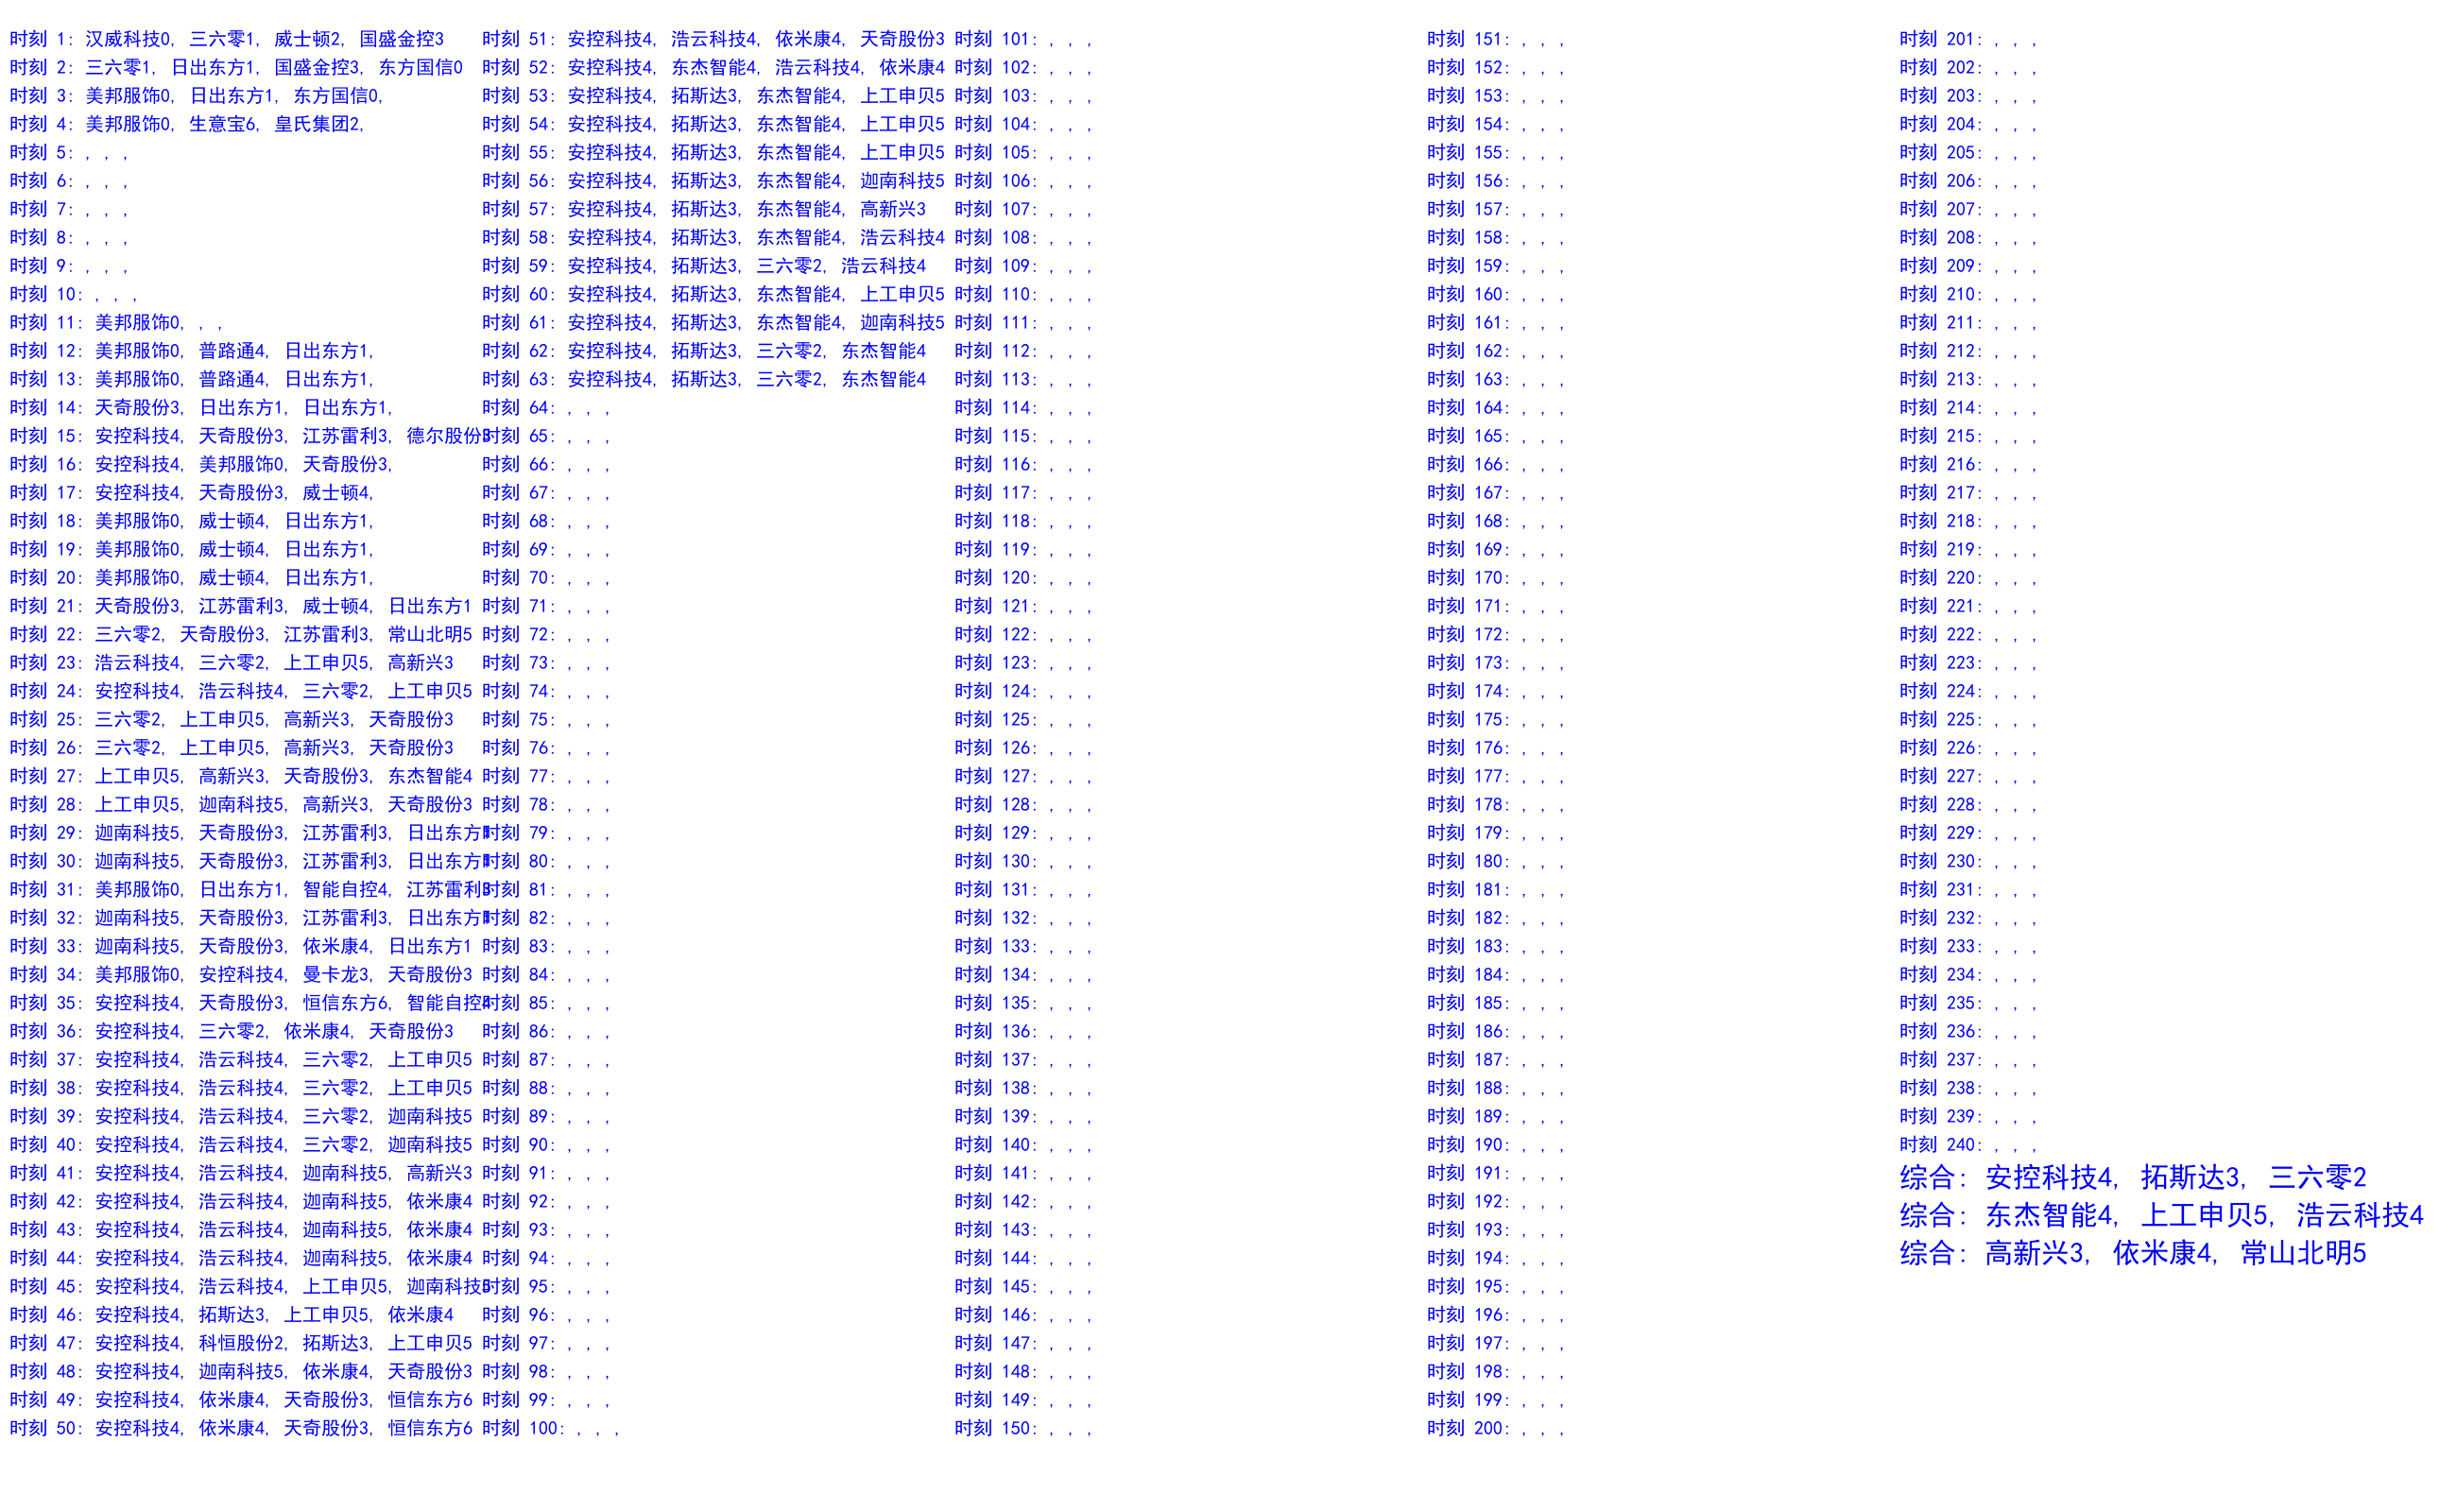 时刻 1: 汉威科技0, 三六零1, 威士顿2, 国盛金控3
时刻 2: 三六零1, 日出东方1, 国盛金控3, 东方国信0
时刻 3: 美邦服饰0, 日出东方1, 东方国信0,
时刻 4: 美邦服饰0, 生意宝6, 皇氏集团2,
时刻 5: , , ,
时刻 6: , , ,
时刻 7: , , ,
时刻 8: , , ,
时刻 9: , , ,
时刻 10: , , ,
时刻 11: 美邦服饰0, , ,
时刻 12: 美邦服饰0, 普路通4, 日出东方1,
时刻 13: 美邦服饰0, 普路通4, 日出东方1,
时刻 14: 天奇股份3, 日出东方1, 日出东方1,
时刻 15: 安控科技4, 天奇股份3, 江苏雷利3, 德尔股份3
时刻 16: 安控科技4, 美邦服饰0, 天奇股份3,
时刻 17: 安控科技4, 天奇股份3, 威士顿4,
时刻 18: 美邦服饰0, 威士顿4, 日出东方1,
时刻 19: 美邦服饰0, 威士顿4, 日出东方1,
时刻 20: 美邦服饰0, 威士顿4, 日出东方1,
时刻 21: 天奇股份3, 江苏雷利3, 威士顿4, 日出东方1
时刻 22: 三六零2, 天奇股份3, 江苏雷利3, 常山北明5
时刻 23: 浩云科技4, 三六零2, 上工申贝5, 高新兴3
时刻 24: 安控科技4, 浩云科技4, 三六零2, 上工申贝5
时刻 25: 三六零2, 上工申贝5, 高新兴3, 天奇股份3
时刻 26: 三六零2, 上工申贝5, 高新兴3, 天奇股份3
时刻 27: 上工申贝5, 高新兴3, 天奇股份3, 东杰智能4
时刻 28: 上工申贝5, 迦南科技5, 高新兴3, 天奇股份3
时刻 29: 迦南科技5, 天奇股份3, 江苏雷利3, 日出东方1
时刻 30: 迦南科技5, 天奇股份3, 江苏雷利3, 日出东方1
时刻 31: 美邦服饰0, 日出东方1, 智能自控4, 江苏雷利3
时刻 32: 迦南科技5, 天奇股份3, 江苏雷利3, 日出东方1
时刻 33: 迦南科技5, 天奇股份3, 依米康4, 日出东方1
时刻 34: 美邦服饰0, 安控科技4, 曼卡龙3, 天奇股份3
时刻 35: 安控科技4, 天奇股份3, 恒信东方6, 智能自控4
时刻 36: 安控科技4, 三六零2, 依米康4, 天奇股份3
时刻 37: 安控科技4, 浩云科技4, 三六零2, 上工申贝5
时刻 38: 安控科技4, 浩云科技4, 三六零2, 上工申贝5
时刻 39: 安控科技4, 浩云科技4, 三六零2, 迦南科技5
时刻 40: 安控科技4, 浩云科技4, 三六零2, 迦南科技5
时刻 41: 安控科技4, 浩云科技4, 迦南科技5, 高新兴3
时刻 42: 安控科技4, 浩云科技4, 迦南科技5, 依米康4
时刻 43: 安控科技4, 浩云科技4, 迦南科技5, 依米康4
时刻 44: 安控科技4, 浩云科技4, 迦南科技5, 依米康4
时刻 45: 安控科技4, 浩云科技4, 上工申贝5, 迦南科技5
时刻 46: 安控科技4, 拓斯达3, 上工申贝5, 依米康4
时刻 47: 安控科技4, 科恒股份2, 拓斯达3, 上工申贝5
时刻 48: 安控科技4, 迦南科技5, 依米康4, 天奇股份3
时刻 49: 安控科技4, 依米康4, 天奇股份3, 恒信东方6
时刻 50: 安控科技4, 依米康4, 天奇股份3, 恒信东方6
时刻 51: 安控科技4, 浩云科技4, 依米康4, 天奇股份3
时刻 52: 安控科技4, 东杰智能4, 浩云科技4, 依米康4
时刻 53: 安控科技4, 拓斯达3, 东杰智能4, 上工申贝5
时刻 54: 安控科技4, 拓斯达3, 东杰智能4, 上工申贝5
时刻 55: 安控科技4, 拓斯达3, 东杰智能4, 上工申贝5
时刻 56: 安控科技4, 拓斯达3, 东杰智能4, 迦南科技5
时刻 57: 安控科技4, 拓斯达3, 东杰智能4, 高新兴3
时刻 58: 安控科技4, 拓斯达3, 东杰智能4, 浩云科技4
时刻 59: 安控科技4, 拓斯达3, 三六零2, 浩云科技4
时刻 60: 安控科技4, 拓斯达3, 东杰智能4, 上工申贝5
时刻 61: 安控科技4, 拓斯达3, 东杰智能4, 迦南科技5
时刻 62: 安控科技4, 拓斯达3, 三六零2, 东杰智能4
时刻 63: 安控科技4, 拓斯达3, 三六零2, 东杰智能4
时刻 64: , , ,
时刻 65: , , ,
时刻 66: , , ,
时刻 67: , , ,
时刻 68: , , ,
时刻 69: , , ,
时刻 70: , , ,
时刻 71: , , ,
时刻 72: , , ,
时刻 73: , , ,
时刻 74: , , ,
时刻 75: , , ,
时刻 76: , , ,
时刻 77: , , ,
时刻 78: , , ,
时刻 79: , , ,
时刻 80: , , ,
时刻 81: , , ,
时刻 82: , , ,
时刻 83: , , ,
时刻 84: , , ,
时刻 85: , , ,
时刻 86: , , ,
时刻 87: , , ,
时刻 88: , , ,
时刻 89: , , ,
时刻 90: , , ,
时刻 91: , , ,
时刻 92: , , ,
时刻 93: , , ,
时刻 94: , , ,
时刻 95: , , ,
时刻 96: , , ,
时刻 97: , , ,
时刻 98: , , ,
时刻 99: , , ,
时刻 100: , , ,
时刻 101: , , ,
时刻 102: , , ,
时刻 103: , , ,
时刻 104: , , ,
时刻 105: , , ,
时刻 106: , , ,
时刻 107: , , ,
时刻 108: , , ,
时刻 109: , , ,
时刻 110: , , ,
时刻 111: , , ,
时刻 112: , , ,
时刻 113: , , ,
时刻 114: , , ,
时刻 115: , , ,
时刻 116: , , ,
时刻 117: , , ,
时刻 118: , , ,
时刻 119: , , ,
时刻 120: , , ,
时刻 121: , , ,
时刻 122: , , ,
时刻 123: , , ,
时刻 124: , , ,
时刻 125: , , ,
时刻 126: , , ,
时刻 127: , , ,
时刻 128: , , ,
时刻 129: , , ,
时刻 130: , , ,
时刻 131: , , ,
时刻 132: , , ,
时刻 133: , , ,
时刻 134: , , ,
时刻 135: , , ,
时刻 136: , , ,
时刻 137: , , ,
时刻 138: , , ,
时刻 139: , , ,
时刻 140: , , ,
时刻 141: , , ,
时刻 142: , , ,
时刻 143: , , ,
时刻 144: , , ,
时刻 145: , , ,
时刻 146: , , ,
时刻 147: , , ,
时刻 148: , , ,
时刻 149: , , ,
时刻 150: , , ,
时刻 151: , , ,
时刻 152: , , ,
时刻 153: , , ,
时刻 154: , , ,
时刻 155: , , ,
时刻 156: , , ,
时刻 157: , , ,
时刻 158: , , ,
时刻 159: , , ,
时刻 160: , , ,
时刻 161: , , ,
时刻 162: , , ,
时刻 163: , , ,
时刻 164: , , ,
时刻 165: , , ,
时刻 166: , , ,
时刻 167: , , ,
时刻 168: , , ,
时刻 169: , , ,
时刻 170: , , ,
时刻 171: , , ,
时刻 172: , , ,
时刻 173: , , ,
时刻 174: , , ,
时刻 175: , , ,
时刻 176: , , ,
时刻 177: , , ,
时刻 178: , , ,
时刻 179: , , ,
时刻 180: , , ,
时刻 181: , , ,
时刻 182: , , ,
时刻 183: , , ,
时刻 184: , , ,
时刻 185: , , ,
时刻 186: , , ,
时刻 187: , , ,
时刻 188: , , ,
时刻 189: , , ,
时刻 190: , , ,
时刻 191: , , ,
时刻 192: , , ,
时刻 193: , , ,
时刻 194: , , ,
时刻 195: , , ,
时刻 196: , , ,
时刻 197: , , ,
时刻 198: , , ,
时刻 199: , , ,
时刻 200: , , ,
时刻 201: , , ,
时刻 202: , , ,
时刻 203: , , ,
时刻 204: , , ,
时刻 205: , , ,
时刻 206: , , ,
时刻 207: , , ,
时刻 208: , , ,
时刻 209: , , ,
时刻 210: , , ,
时刻 211: , , ,
时刻 212: , , ,
时刻 213: , , ,
时刻 214: , , ,
时刻 215: , , ,
时刻 216: , , ,
时刻 217: , , ,
时刻 218: , , ,
时刻 219: , , ,
时刻 220: , , ,
时刻 221: , , ,
时刻 222: , , ,
时刻 223: , , ,
时刻 224: , , ,
时刻 225: , , ,
时刻 226: , , ,
时刻 227: , , ,
时刻 228: , , ,
时刻 229: , , ,
时刻 230: , , ,
时刻 231: , , ,
时刻 232: , , ,
时刻 233: , , ,
时刻 234: , , ,
时刻 235: , , ,
时刻 236: , , ,
时刻 237: , , ,
时刻 238: , , ,
时刻 239: , , ,
时刻 240: , , ,
综合: 安控科技4, 拓斯达3, 三六零2
综合: 东杰智能4, 上工申贝5, 浩云科技4
综合: 高新兴3, 依米康4, 常山北明5